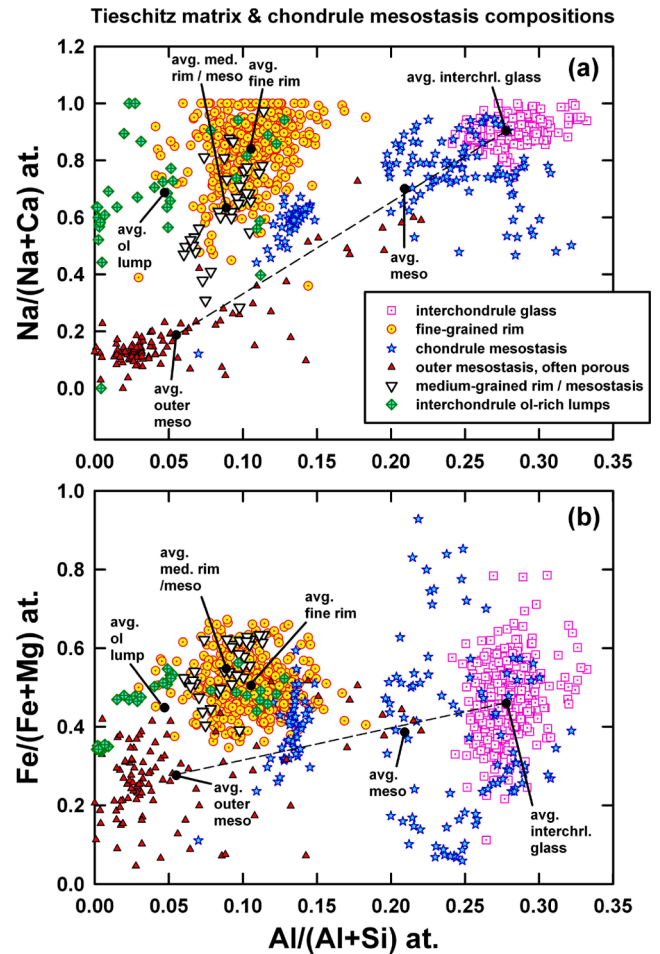 Tieschitz matrix & chondrule mesostasis compositions
(a)
avg. med.
rim / meso
avg.
fine rim
avg. interchrl. glass
avg.
ol
lump
avg.
meso
avg.
outer
meso
Na/(Na+Ca) at.
1.2
1.0
0.8
0.6
0.4
0.2
0.0
interchondrule glass
fine-grained rim
chondrule mesostasis
outer mesostasis, often porous
medium-grained rim / mesostasis
interchondrule ol-rich lumps
0.00 0.05 0.10 0.15 0.20 0.25 0.30 0.35
(b)
avg.
med. rim
/meso
avg.
fine rim
avg.
ol
lump
avg.
outer
meso
avg.
meso
avg.
interchrl.
glass
Fe/(Fe+Mg) at.
1.0
0.8
0.6
0.4
0.2
0.0
0.00 0.05 0.10 0.15 0.20 0.25 0.30 0.35
Al/(Al+Si) at.